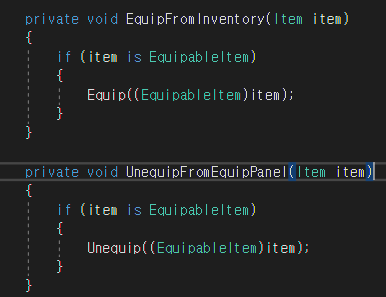 private void EquipFromInventory(Item item)
{
if (item is EquipableItem)
{
Equip((EquipableItem)item);
}
}
private void UnequipFromEquipPanel(Item item)
{
if (item is EquipableItem)
{
Unequip((EquipableItem)item);
}
}